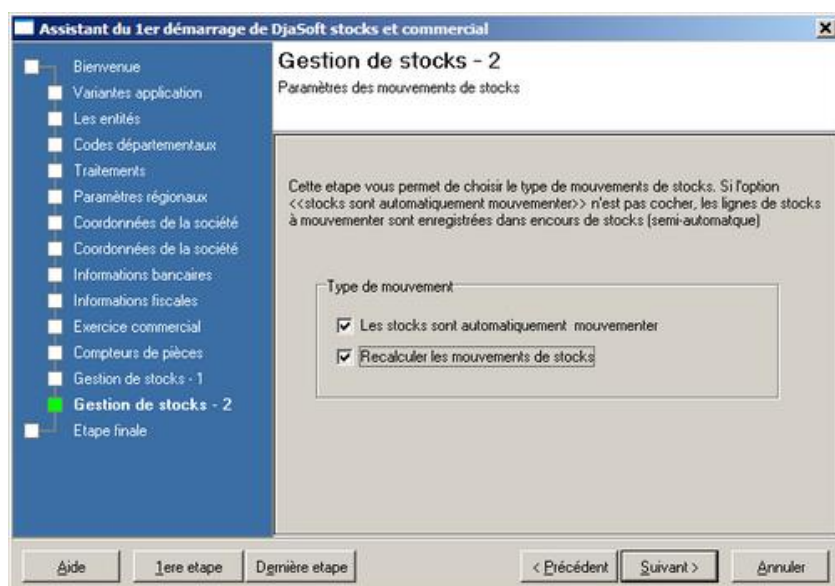 Assistant du 1er démarrage de DjaSoft stocks et commercial
Bienvenue
Variantes application
Les entités
Codes départementaux
Traitements
Paramètres régionaux
Coordonnées de la société
Coordonnées de la société
Informations bancaires
Informations fiscales
Exercice commercial
Compteurs de pièces
Gestion de stocks - 1
Gestion de stocks - 2
Etape finale
Gestion de stocks - 2
Paramètres des mouvements de stocks
Cette etape vous permet de choisir le type de mouvements de stocks. Si l'option
<<stocks sont automatiquement mouvementer>> n'est pas cocher, les lignes de stocks
à mouvementer sont enregistrées dans encours de stocks (semi-automatque)
Type de mouvement
Les stocks sont automatiquement mouvementer
Recalculer les mouvements de stocks
Aide
1ere etape
Dernière etape
< Précédent
Suivant >
Annuler